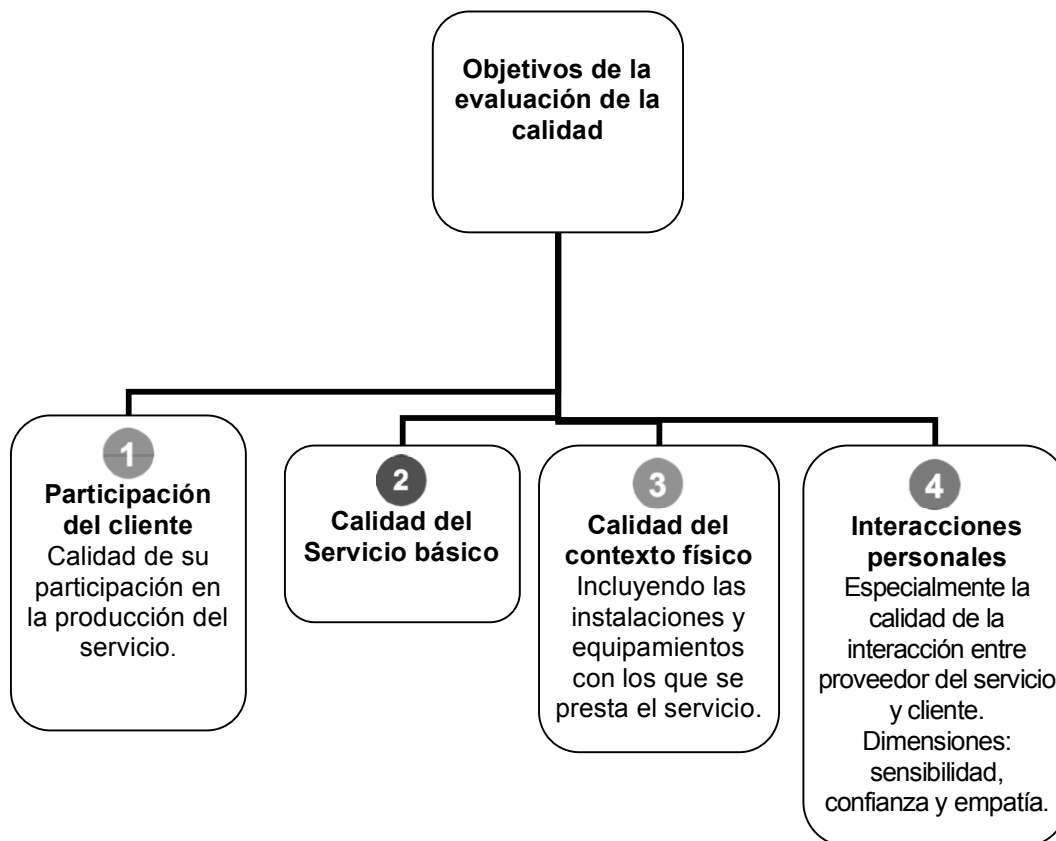 Objetivos de la
evaluación de la
calidad
1
Participación
del cliente
Calidad de su
participación en
la producción del
servicio.
2
Calidad del
Servicio básico
3
Calidad del
contexto físico
Incluyendo las
instalaciones y
equipamientos
con los que se
presta el servicio.
4
Interacciones
personales
Especialmente la
calidad de la
interacción entre
proveedor del servicio
y cliente.
Dimensiones:
sensibilidad,
confianza y empatía.